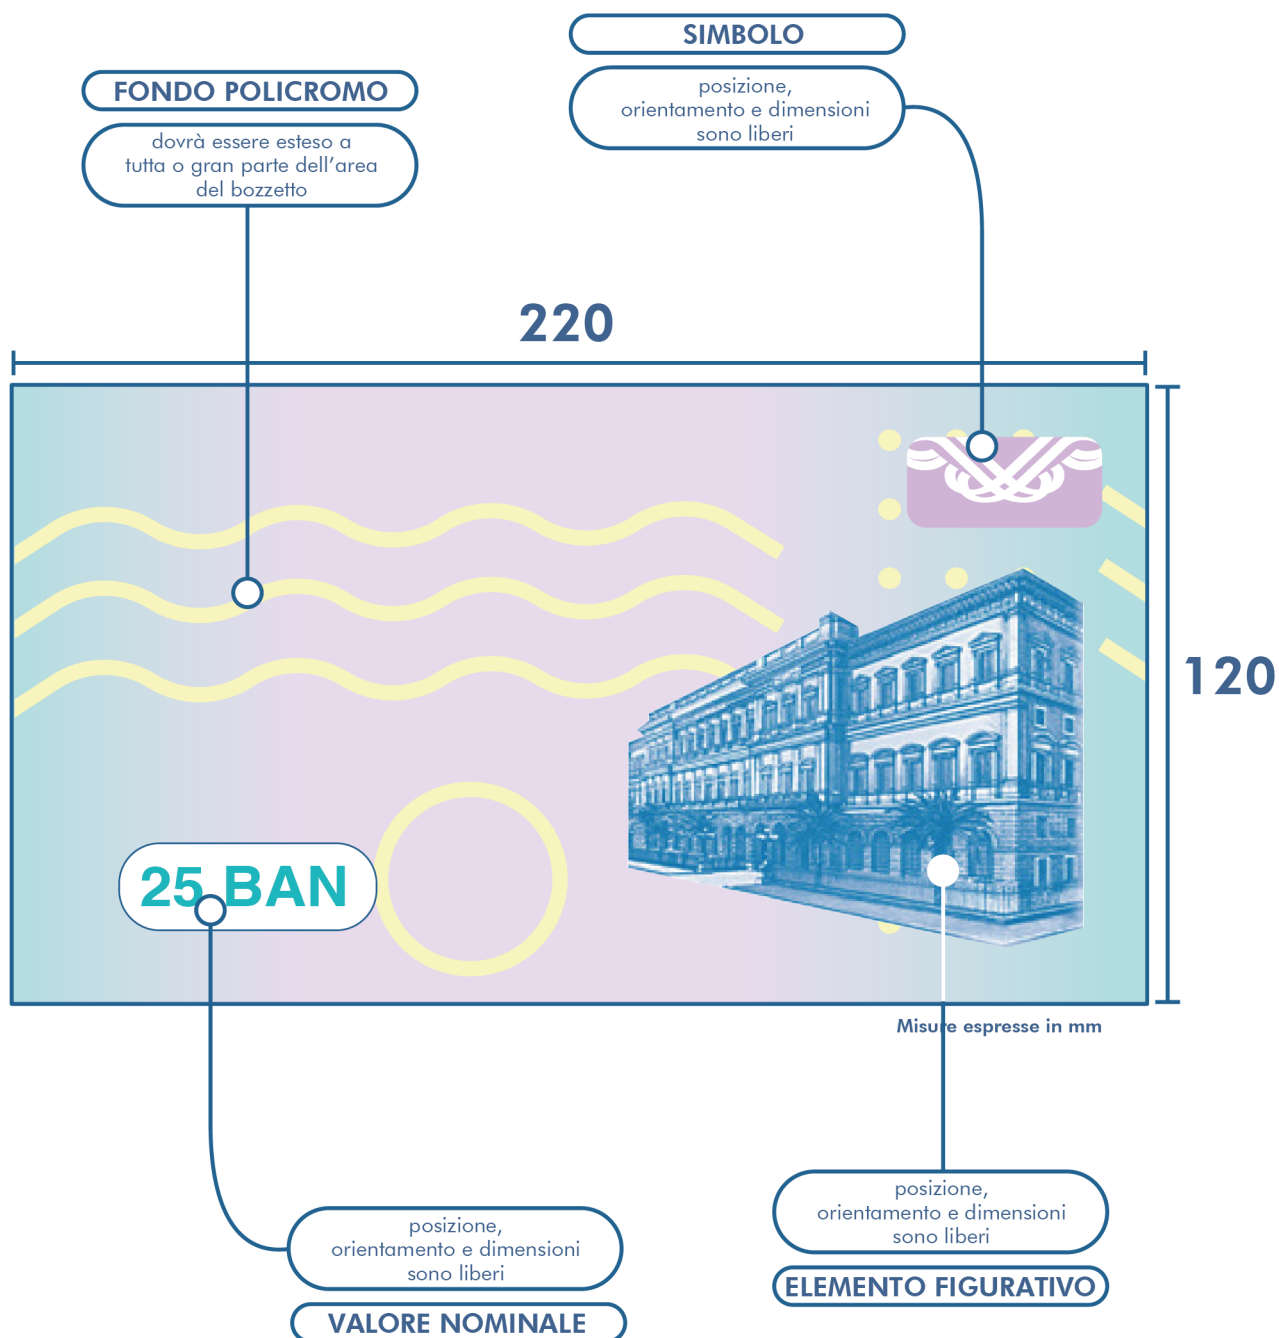 SIMBOLO
posizione,
orientamento e dimensioni
sono liberi
FONDO POLICROMO
dovrà essere esteso a
tutta o gran parte dell'area
del bozzetto
220
120
25 BAN
Misure espresse in mm
posizione,
orientamento e dimensioni
sono liberi
ELEMENTO FIGURATIVO
posizione,
orientamento e dimensioni
sono liberi
VALORE NOMINALE